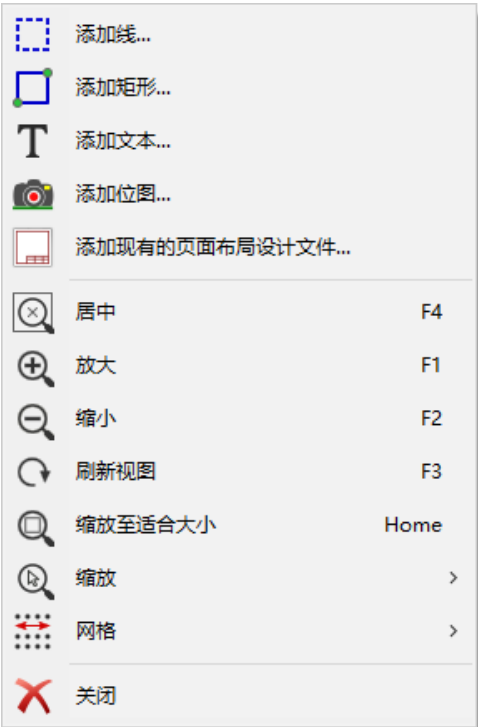 添加线...
添加矩形...
添加文本...
添加位图...
添加现有的页面布局设计文件...
居中 F4
放大 F1
缩小 F2
刷新视图 F3
缩放至适合大小 Home
缩放
网格
关闭